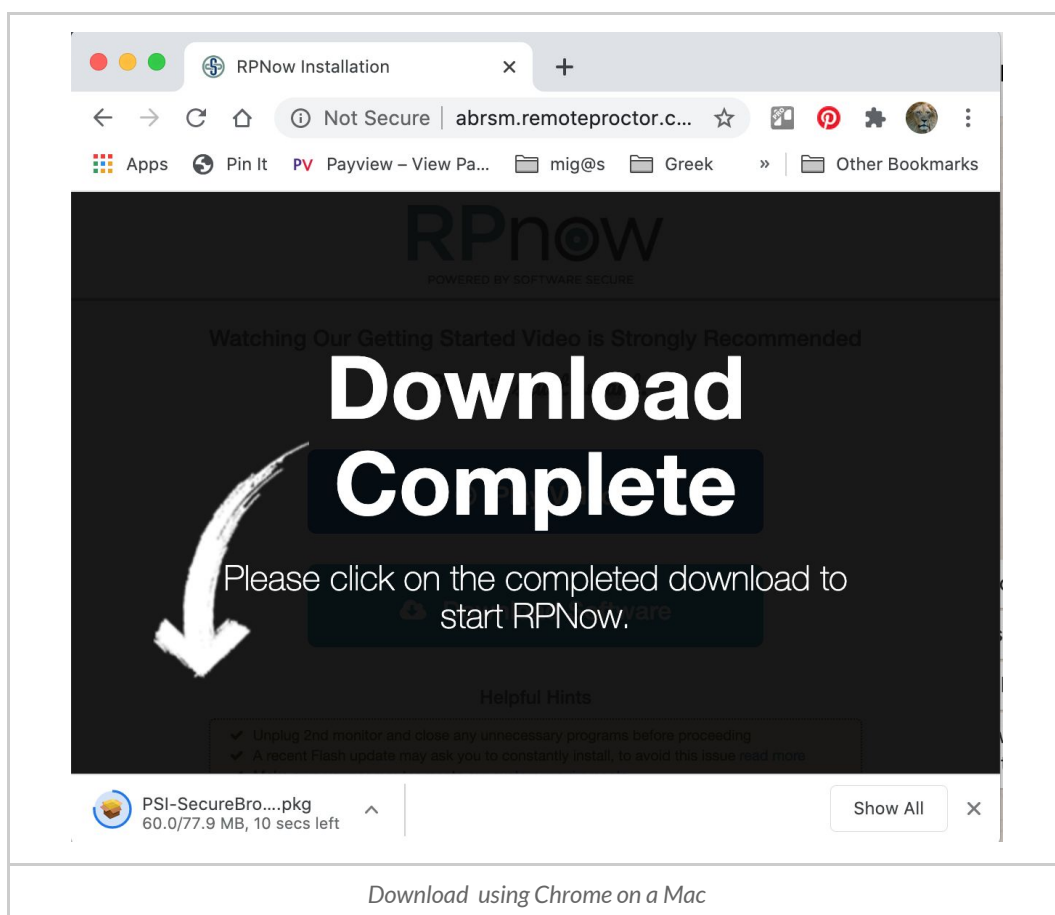 RPNow Installation
Not Secure | abrsm.remoteproctor.c...
Apps Pin It PV Payview – View Pa... mig@s Greek » Other Bookmarks
RPnow
POWERED BY SOFTWARE SECURE
Watching Our Getting Started Video is Strongly Recommended
Download
Complete
Please click on the completed download to
start RPNow.
Helpful Hints
Unplug 2nd monitor and close any unnecessary programs before proceeding
A recent Flash update may ask you to constantly install, to avoid this issue read more
PSI-SecureBro....pkg
60.0/77.9 MB, 10 secs left
Show All
Download using Chrome on a Mac